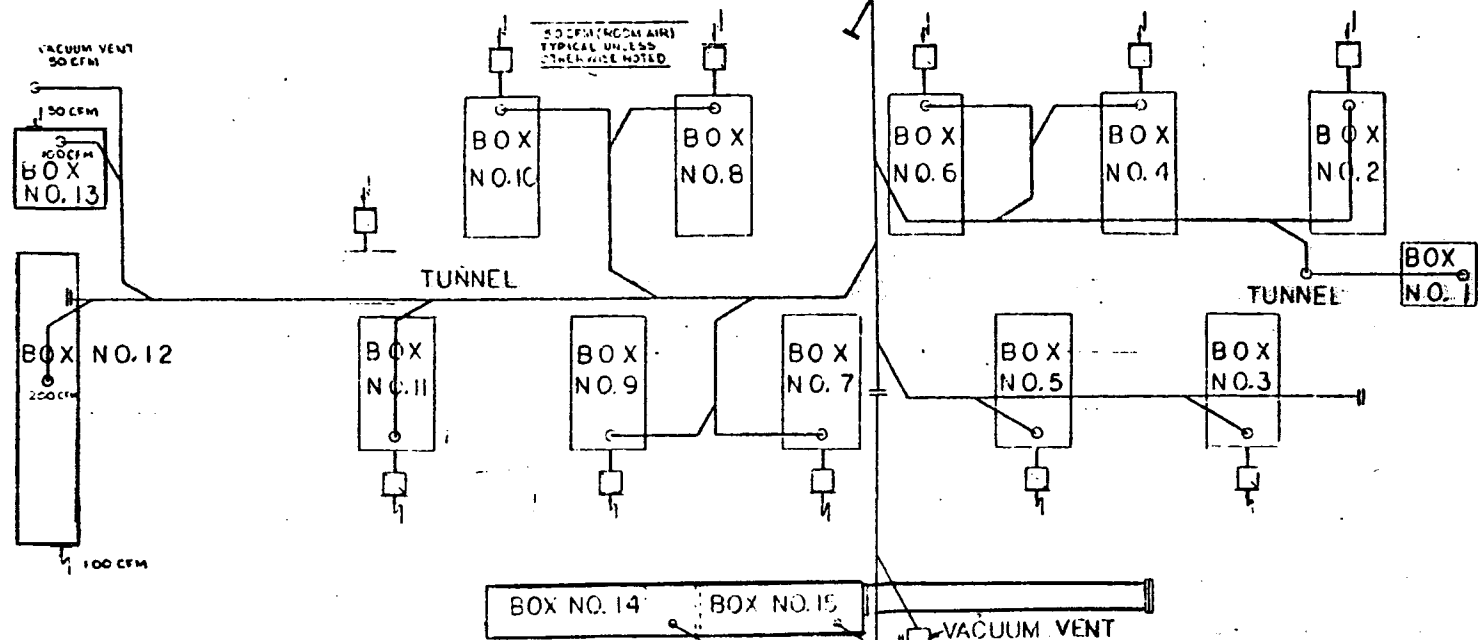 VACUUM VENT
50 CFM
50 CFM (ROOM AIR)
TYPICAL UNLESS
OTHERWISE NOTED
150 CFM
100 CFM
BOX
NO.13
BOX
NO.10
BOX
NO.8
BOX
NO.6
BOX
NO.4
BOX
NO.2
TUNNEL
BOX
NO. 1
TUNNEL
BOX NO.12
200 CFM
BOX
NO.11
BOX
NO.9
BOX
NO.7
BOX
NO.5
BOX
NO.3
100 CFM
BOX NO.14
BOX NO.15
VACUUM VENT